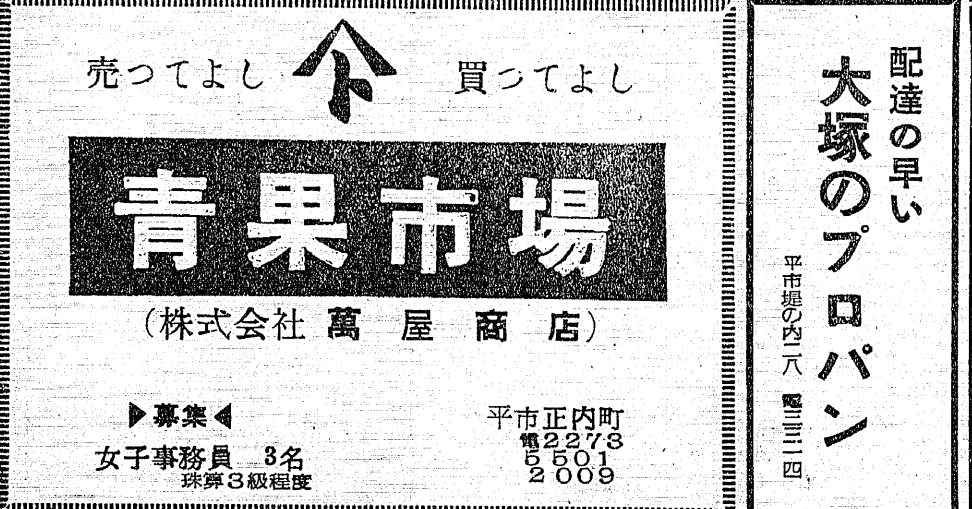 売つてよし ト 買つてよし
青果市場
(株式会社 萬屋商店)
▶募集◀
女子事務員 3名
珠算3級程度
平市正内町
電2273
5501
2009
配達の早い
大塚のプロパン
平市堤の内二八 電三三一四